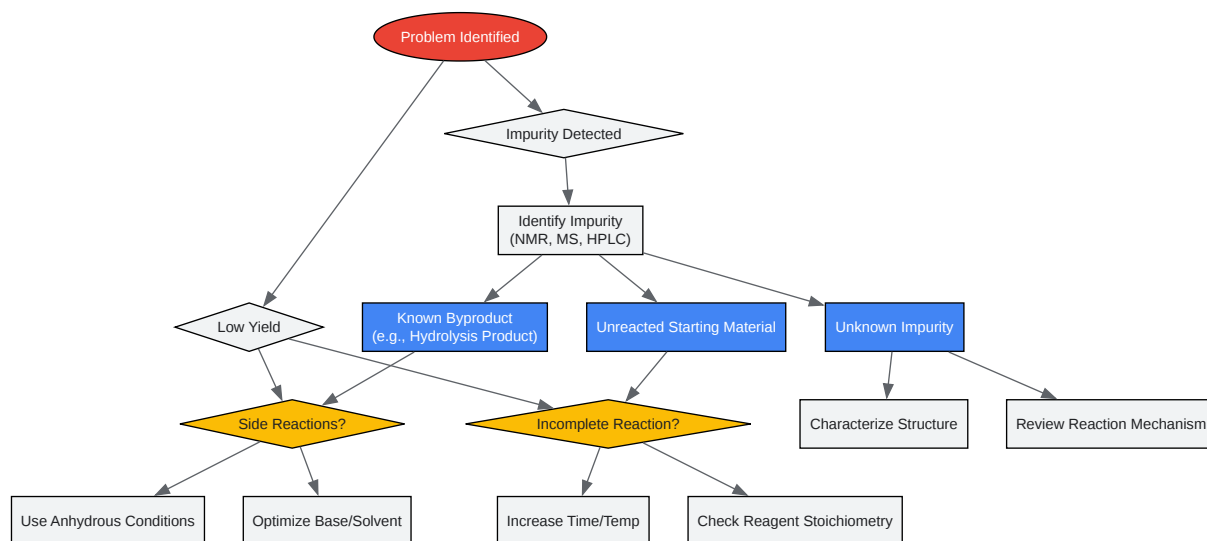 Problem Identified
Impurity Detected
Identify Impurity
(NMR, MS, HPLC)
Low Yield
Known Byproduct
(e.g., Hydrolysis Product)
Unreacted Starting Material
Unknown Impurity
Side Reactions?
Incomplete Reaction?
Characterize Structure
Review Reaction Mechanism
Use Anhydrous Conditions
Optimize Base/Solvent
Increase Time/Temp
Check Reagent Stoichiometry